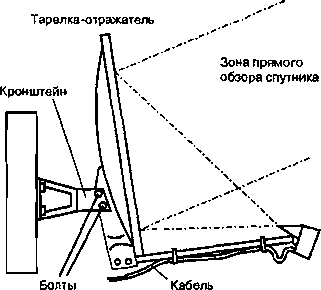 Тарелка-отражатель
Зона прямого
обзора спутника
Кронштейн
Болты
Кабель